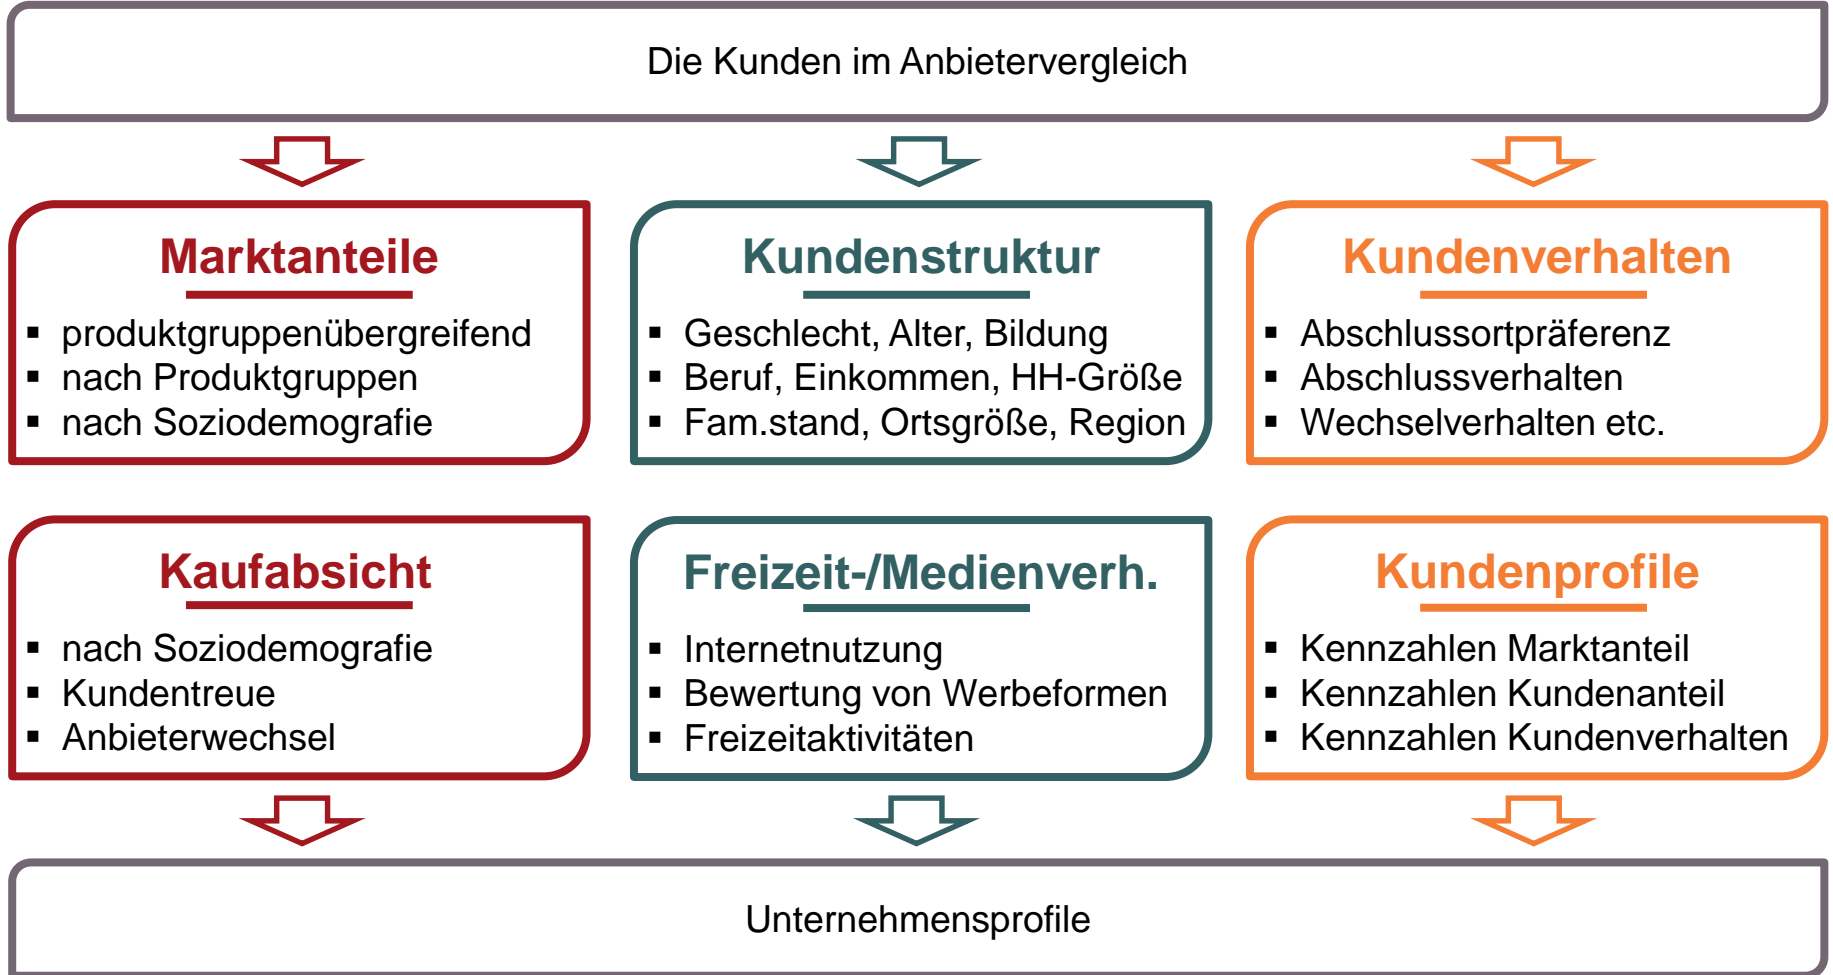 Die Kunden im Anbietervergleich
Marktanteile
▪ produktgruppenübergreifend
▪ nach Produktgruppen
▪ nach Soziodemografie
Kundenstruktur
▪ Geschlecht, Alter, Bildung
▪ Beruf, Einkommen, HH-Größe
▪ Fam.stand, Ortsgröße, Region
Kundenverhalten
▪ Abschlussortpräferenz
▪ Abschlussverhalten
▪ Wechselverhalten etc.
Kaufabsicht
▪ nach Soziodemografie
▪ Kundentreue
▪ Anbieterwechsel
Freizeit-/Medienverh.
▪ Internetnutzung
▪ Bewertung von Werbeformen
▪ Freizeitaktivitäten
Kundenprofile
▪ Kennzahlen Marktanteil
▪ Kennzahlen Kundenanteil
▪ Kennzahlen Kundenverhalten
Unternehmensprofile